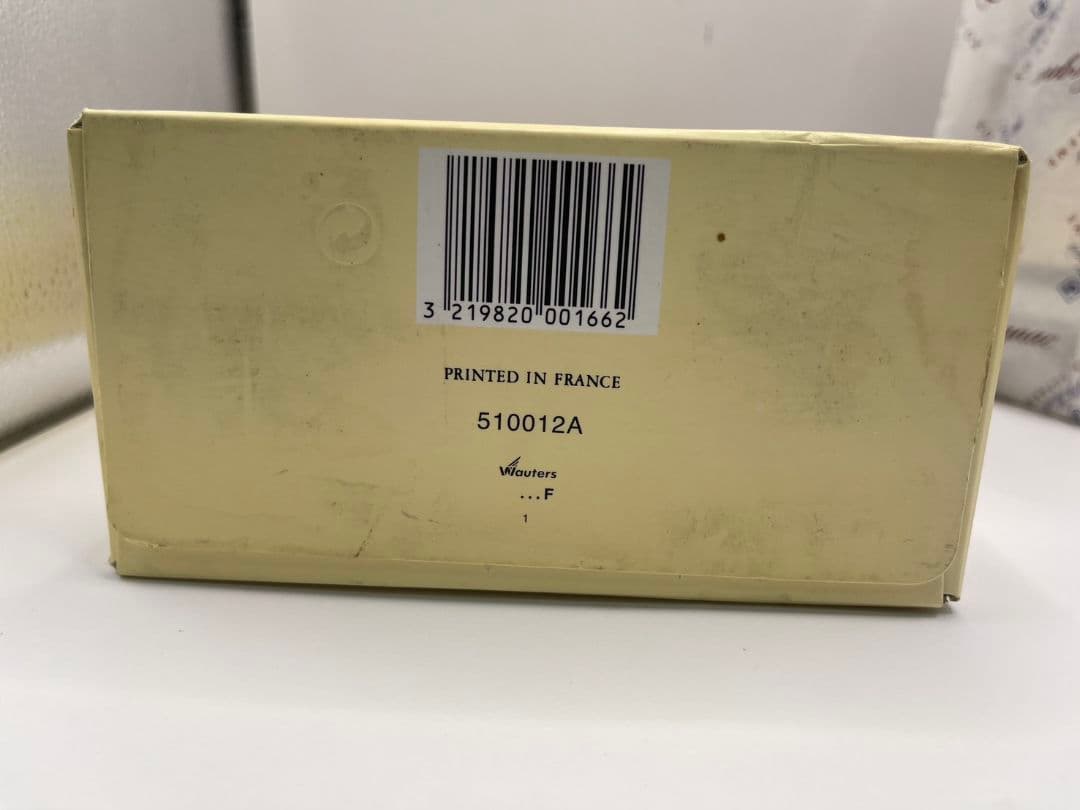 3 219820 001662
PRINTED IN FRANCE
510012A
Wauters
...F
1